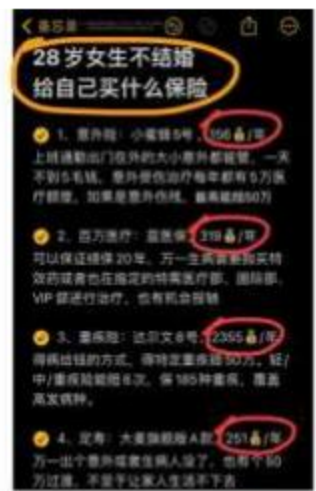 备忘录
28岁女生不结婚
给自己买什么保险
1、意外险:小蜜蜂5号,156💰/年
上班通勤出门在外的大小意外都能管,一天
不到5毛钱,意外受伤治疗每年都有5万医
疗额度,如果是意外伤残,最高能赔50万
2、百万医疗:蓝医保,319💰/年
可以保证续保20年,万一生病需要购买特
效药或者也在指定的特需医疗部、国际部、
VIP部进行治疗,也有机会报销
3、重疾险:达尔文8号,2355💰/年
得病给钱的方式,得特定重疾赔50万,轻/
中/重疾险能赔6次,保185种重疾,覆盖
高发病种。
4、定寿:大麦旗舰版A款,251💰/年
万一出个意外或者生病人没了,也有个50
万过渡,不至于让家人生活不下去